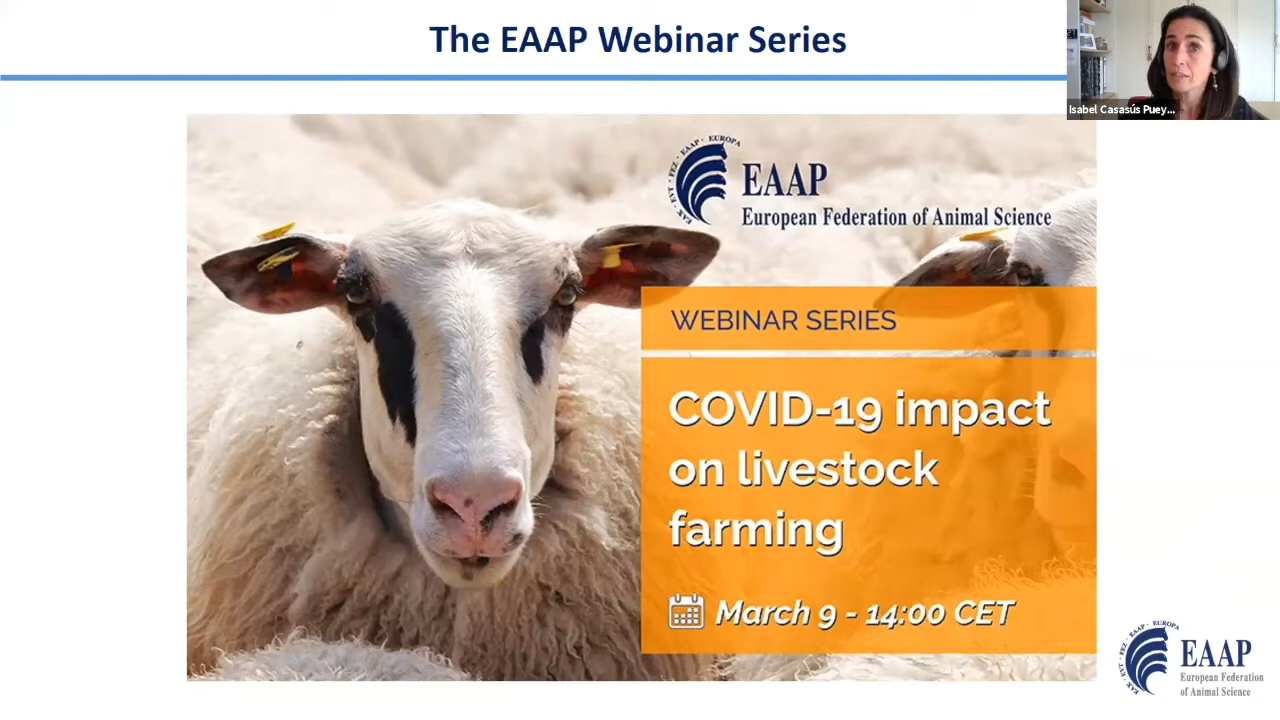 The EAAP Webinar Series
Isabel Casasús Puey...
EAAP
European Federation of Animal Science
WEBINAR SERIES
COVID-19 impact
on livestock
farming
March 9 - 14:00 CET
EAAP
European Federation
of Animal Science